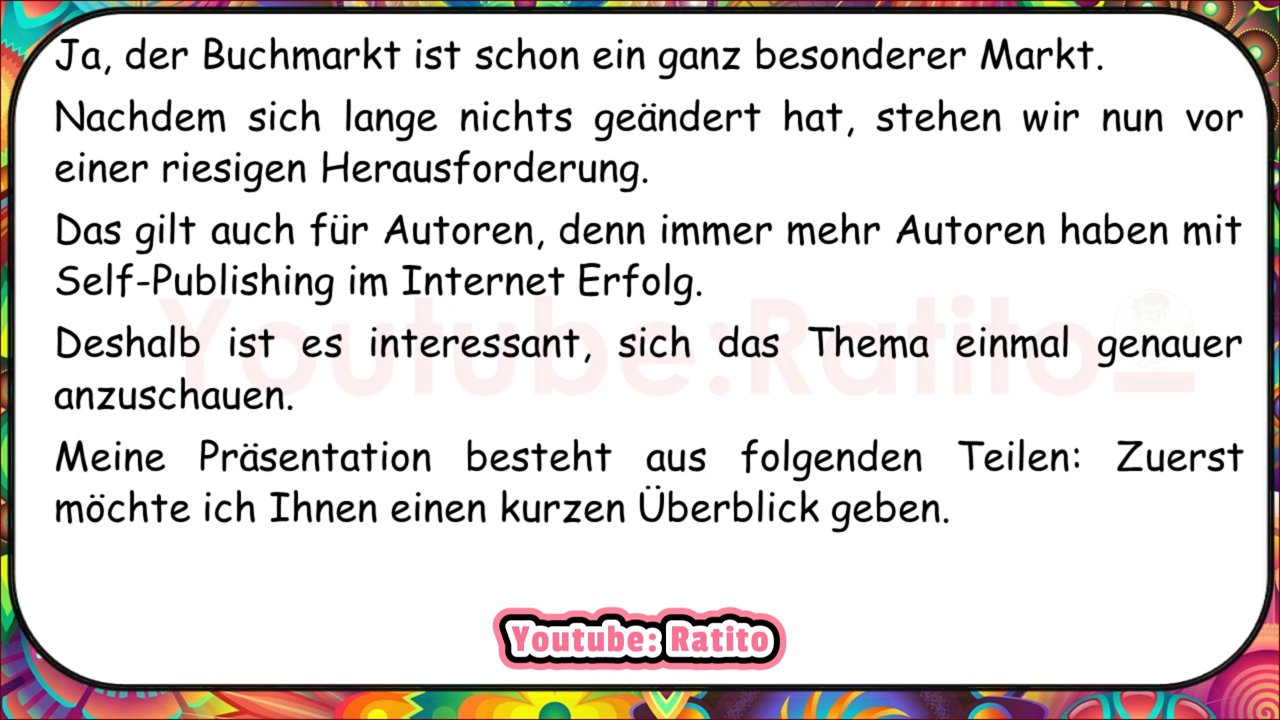 Ja, der Buchmarkt ist schon ein ganz besonderer Markt.
Nachdem sich lange nichts geändert hat, stehen wir nun vor
einer riesigen Herausforderung.
Das gilt auch für Autoren, denn immer mehr Autoren haben mit
Self-Publishing im Internet Erfolg.
Youtube:Ratito
Deshalb ist es interessant, sich das Thema einmal genauer
anzuschauen.
Meine Präsentation besteht aus folgenden Teilen: Zuerst
möchte ich Ihnen einen kurzen Überblick geben.
Youtube: Ratito